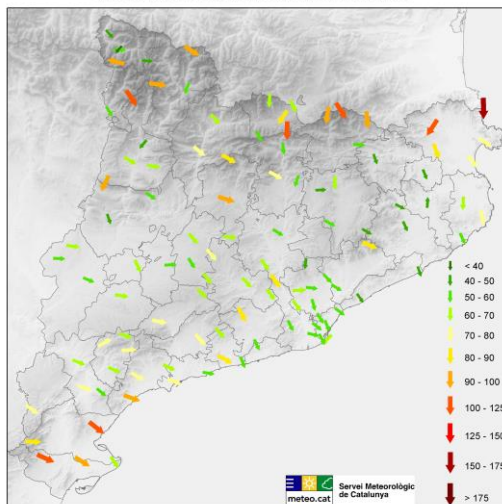 < 40
40 - 50
50 - 60
60 - 70
70 - 80
80 - 90
90 - 100
100 - 125
125 - 150
150 - 175
> 175
meteo.cat
Servei Meteorològic
de Catalunya